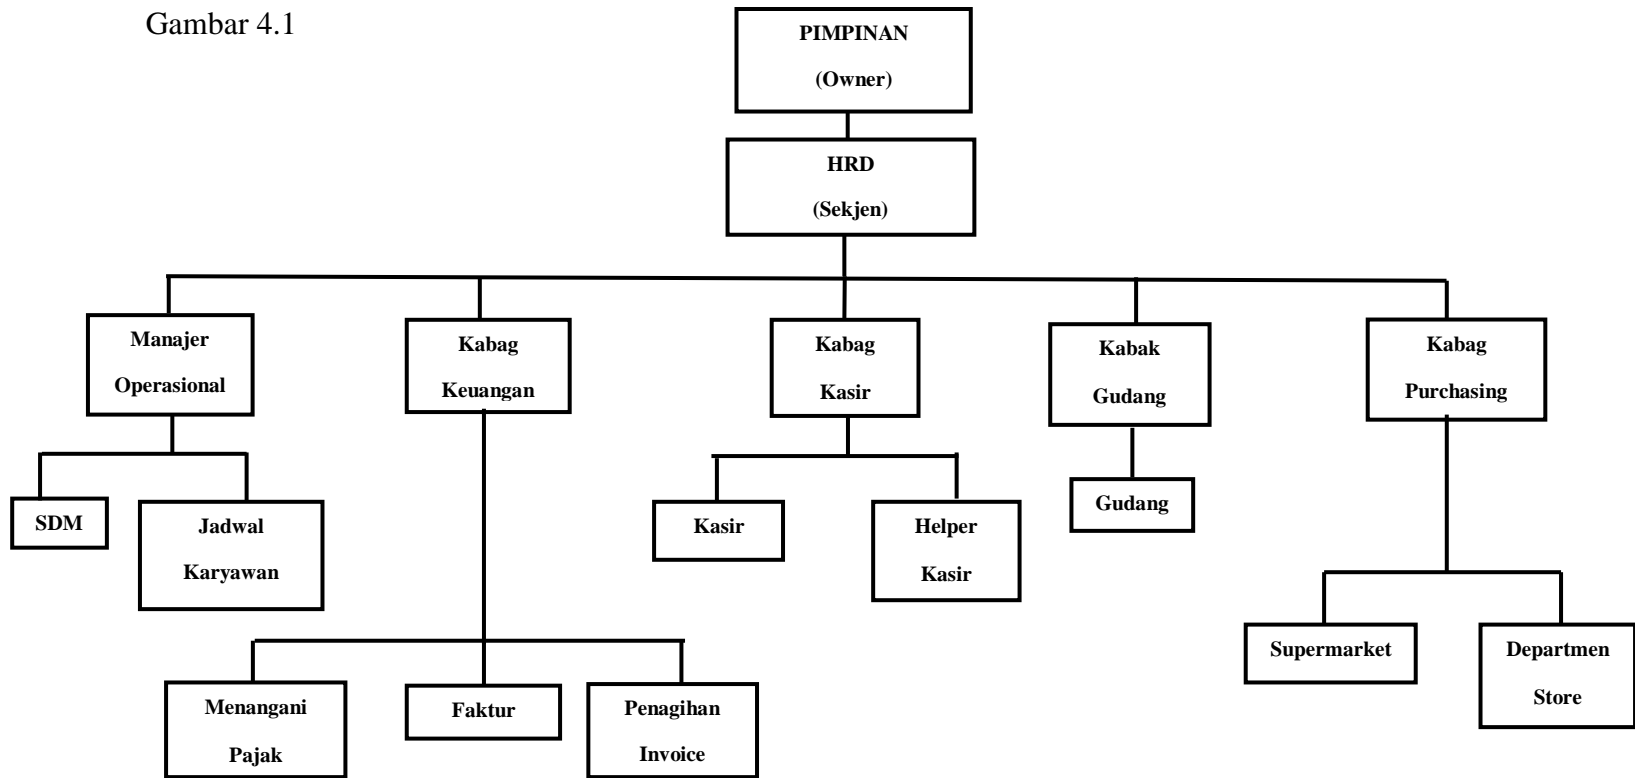 Gambar 4.1
PIMPINAN
(Owner)
HRD
(Sekjen)
Manajer
Operasional
Kabag
Keuangan
Kabag
Kasir
Kabak
Gudang
Kabag
Purchasing
SDM
Jadwal
Karyawan
Kasir
Helper
Kasir
Gudang
Supermarket
Departmen
Store
Menangani
Pajak
Faktur
Penagihan
Invoice